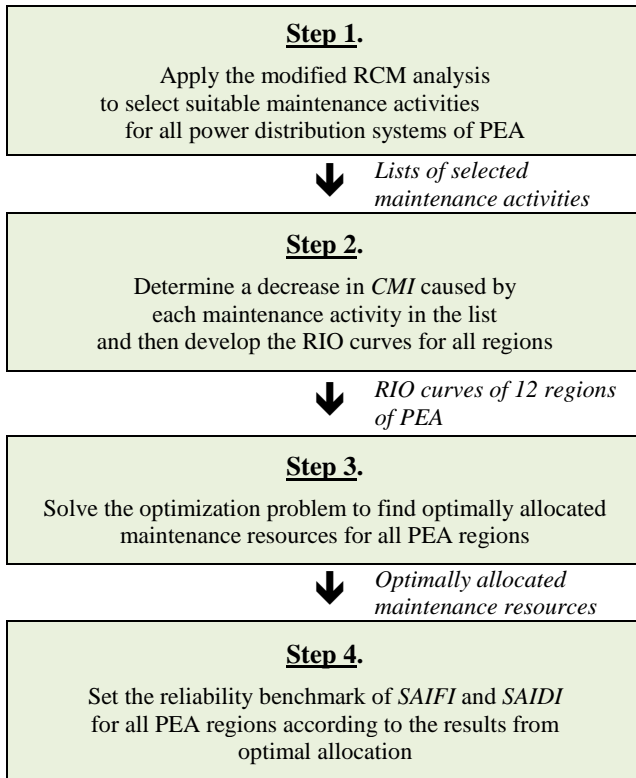 Step 1.
Apply the modified RCM analysis
to select suitable maintenance activities
for all power distribution systems of PEA
Lists of selected
maintenance activities
Step 2.
Determine a decrease in CMI caused by
each maintenance activity in the list
and then develop the RIO curves for all regions
RIO curves of 12 regions
of PEA
Step 3.
Solve the optimization problem to find optimally allocated
maintenance resources for all PEA regions
Optimally allocated
maintenance resources
Step 4.
Set the reliability benchmark of SAIFI and SAIDI
for all PEA regions according to the results from
optimal allocation